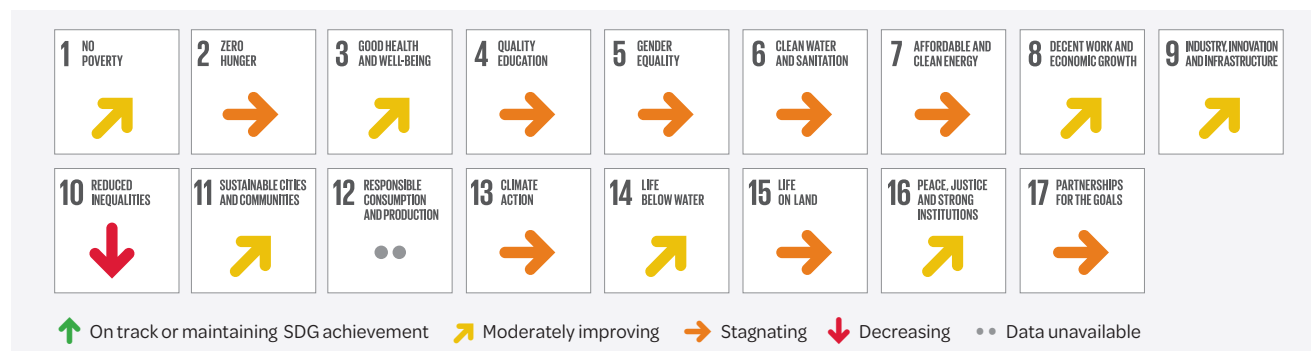 1 NO
POVERTY
2 ZERO
HUNGER
3 GOOD HEALTH
AND WELL-BEING
4 QUALITY
EDUCATION
5 GENDER
EQUALITY
6 CLEAN WATER
AND SANITATION
7 AFFORDABLE AND
CLEAN ENERGY
8 DECENT WORK AND
ECONOMIC GROWTH
9 INDUSTRY, INNOVATION
AND INFRASTRUCTURE
10 REDUCED
INEQUALITIES
11 SUSTAINABLE CITIES
AND COMMUNITIES
12 RESPONSIBLE
CONSUMPTION
AND PRODUCTION
13 CLIMATE
ACTION
14 LIFE
BELOW WATER
15 LIFE
ON LAND
16 PEACE, JUSTICE
AND STRONG
INSTITUTIONS
17 PARTNERSHIPS
FOR THE GOALS
On track or maintaining SDG achievement Moderately improving Stagnating Decreasing Data unavailable